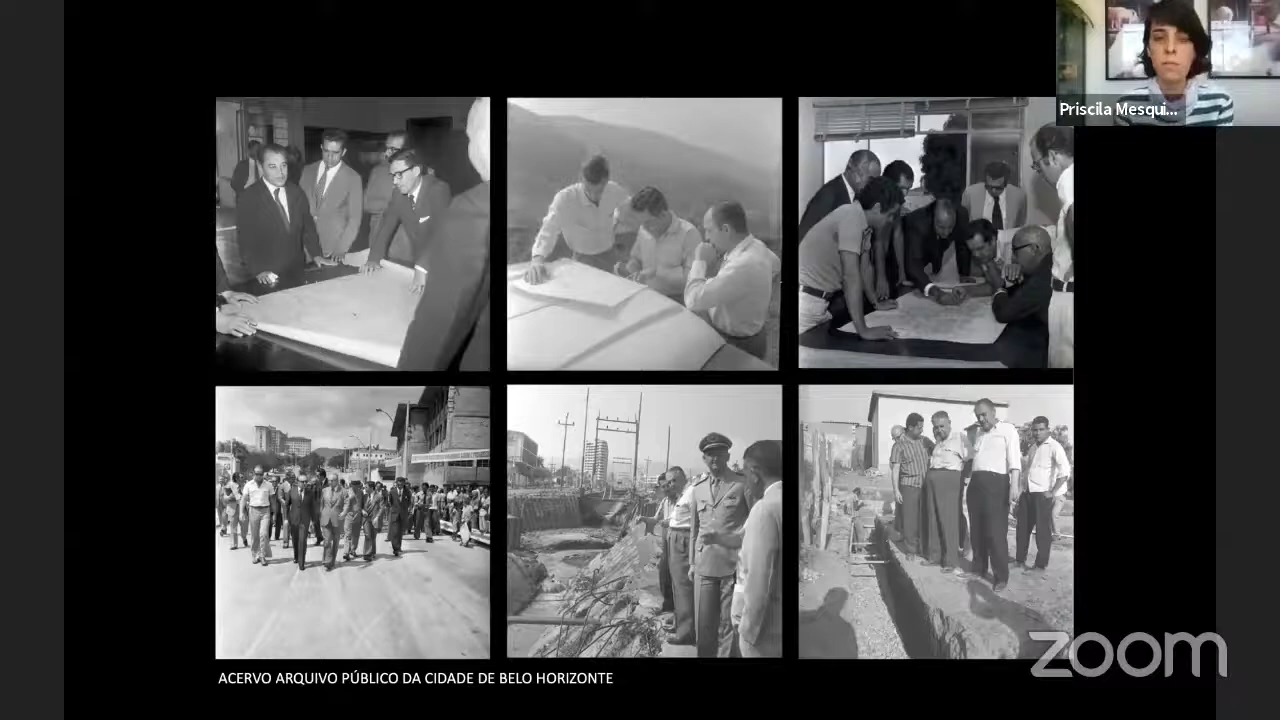 Priscila Mesqui...
ACERVO ARQUIVO PÚBLICO DA CIDADE DE BELO HORIZONTE
zoom